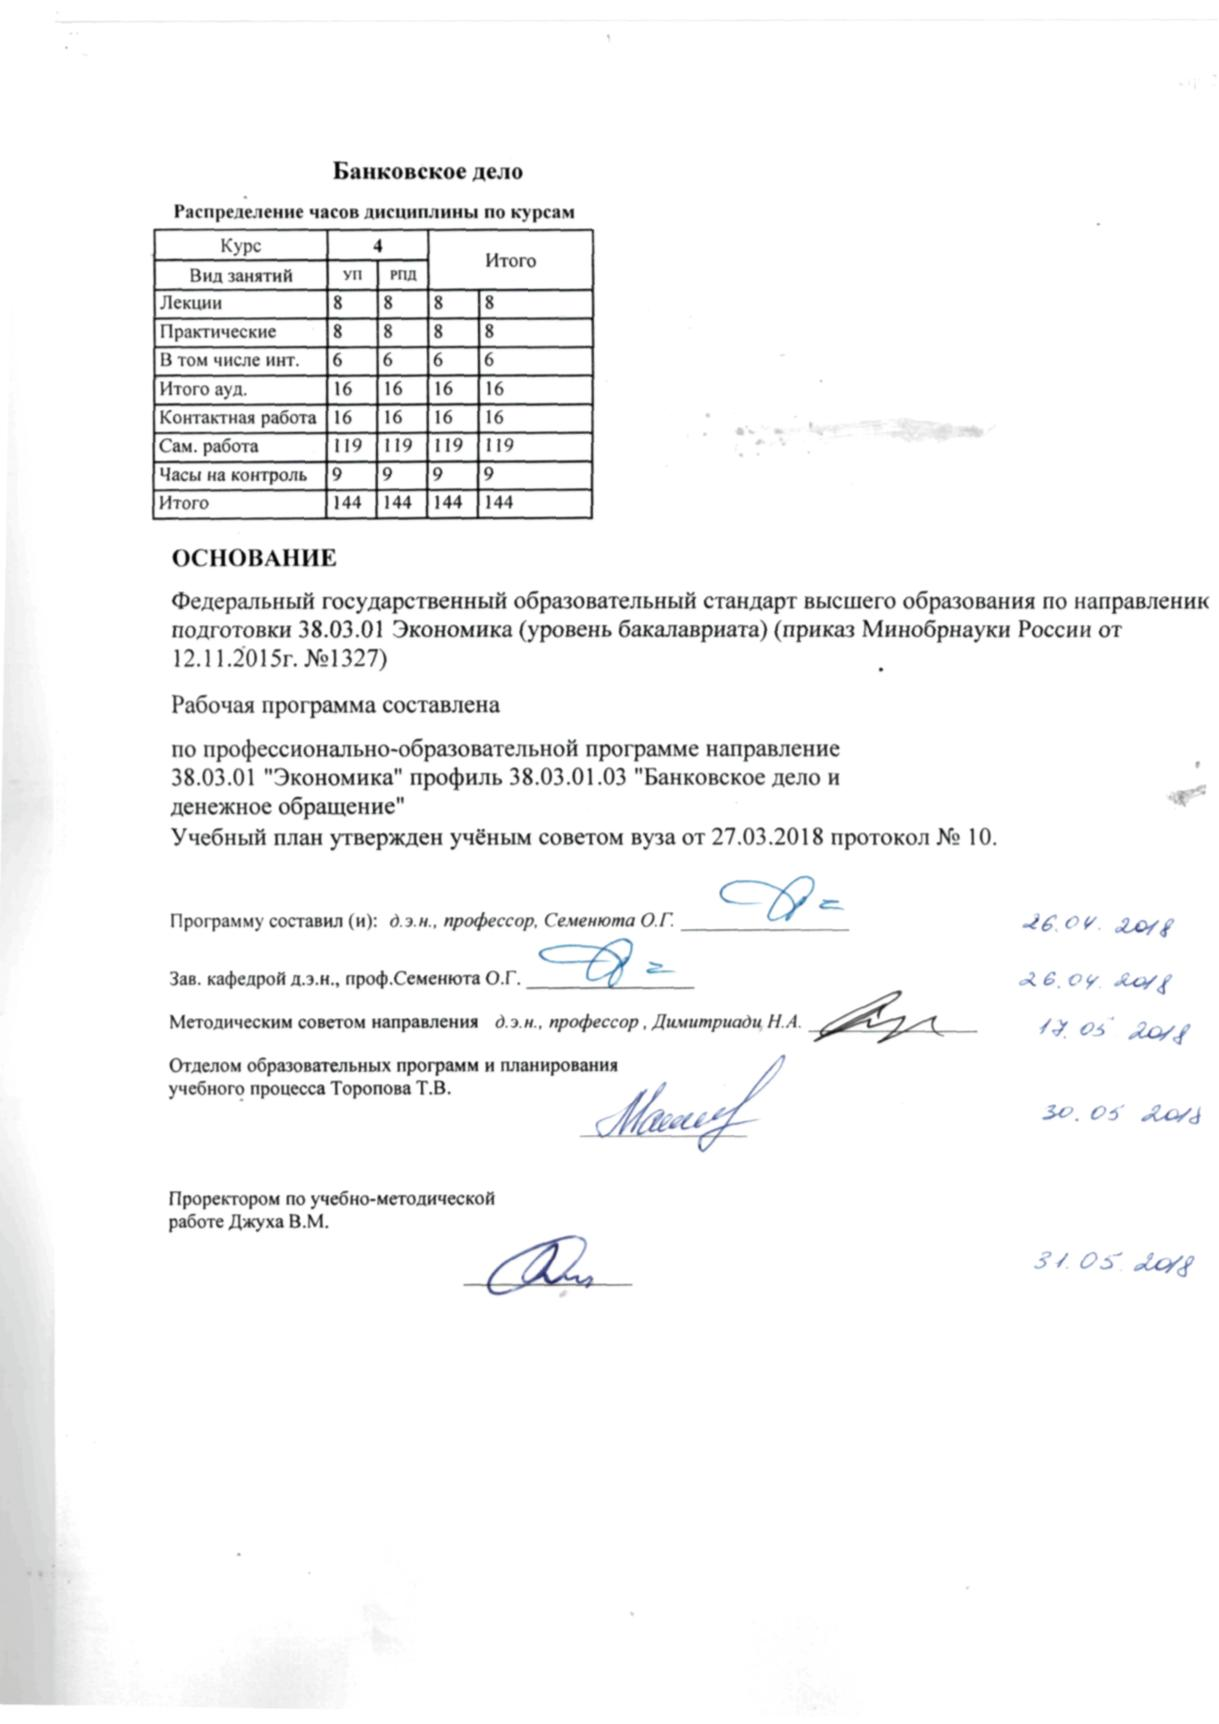 Банковское дело
Распределение часов дисциплины по курсам
Курс 4 Итого
Вид занятий УП РПД
Лекции 8 8 8 8
Практические 8 8 8 8
В том числе инт. 6 6 6 6
Итого ауд. 16 16 16 16
Контактная работа 16 16 16 16
Сам. работа 119 119 119 119
Часы на контроль 9 9 9 9
Итого 144 144 144 144
ОСНОВАНИЕ
Федеральный государственный образовательный стандарт высшего образования по направлению
подготовки 38.03.01 Экономика (уровень бакалавриата) (приказ Минобрнауки России от
12.11.2015г. №1327)
Рабочая программа составлена
по профессионально-образовательной программе направление
38.03.01 "Экономика" профиль 38.03.01.03 "Банковское дело и
денежное обращение"
Учебный план утвержден учёным советом вуза от 27.03.2018 протокол № 10.
Программу составил (и): д.э.н., профессор, Семенюта О.Г. 26.04. 2018
Зав. кафедрой д.э.н., проф.Семенюта О.Г. 26.04. 2018
Методическим советом направления д.э.н., профессор , Димитриади Н.А. 17.05 2018
Отделом образовательных программ и планирования
учебного процесса Торопова Т.В.
30.05 2018
Проректором по учебно-методической
работе Джуха В.М.
31.05. 2018